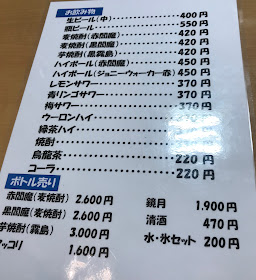 お飲み物
生ビール(中)・・・・・・・・・400円
瓶ビール・・・・・・・・・・・550円
麦焼酎(赤閻魔)・・・・・・・420円
麦焼酎(黒閻魔)・・・・・・・420円
芋焼酎(黒霧島)・・・・・・・420円
ハイボール(赤閻魔)・・・・・450円
ハイボール(ジョニーウォーカー赤)450円
レモンサワー・・・・・・・・・370円
青リンゴサワー・・・・・・・・370円
梅サワー・・・・・・・・・・・370円
ウーロンハイ・・・・・・・・・370円
緑茶ハイ・・・・・・・・・・・370円
焼酎・・・・・・・・・・・・・220円
烏龍茶・・・・・・・・・・・・220円
コーラ・・・・・・・・・・・・220円
ボトル売り
赤閻魔(麦焼酎) 2.600円
黒閻魔(麦焼酎) 2.600円
芋焼酎(霧島) 3.000円
マッコリ 1.600円
鏡月 1.900円
清酒 470円
水・氷セット 200円